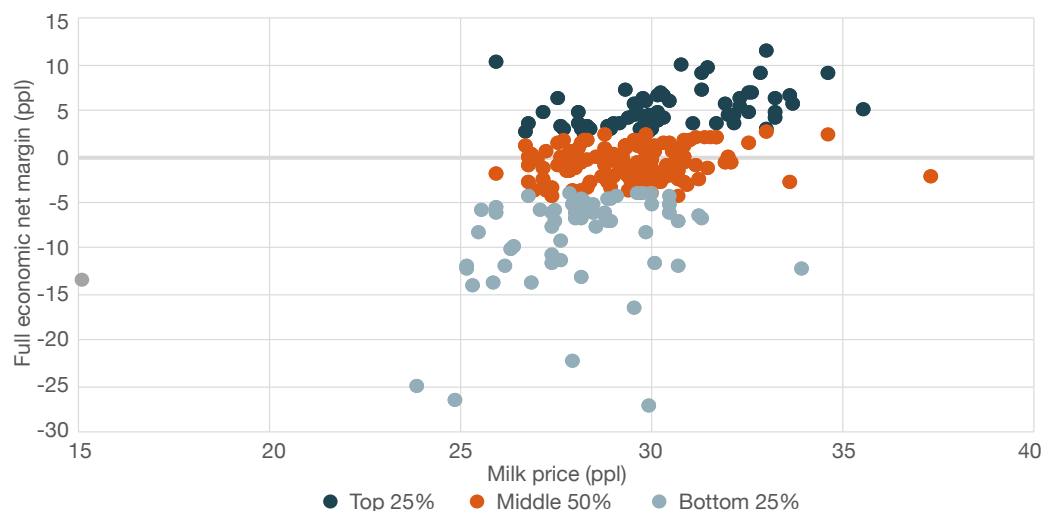 15
10
5
0
-5
-10
-15
-20
-25
-30
Full economic net margin (ppl)
15 20 25 30 35 40
Milk price (ppl)
Top 25% Middle 50% Bottom 25%